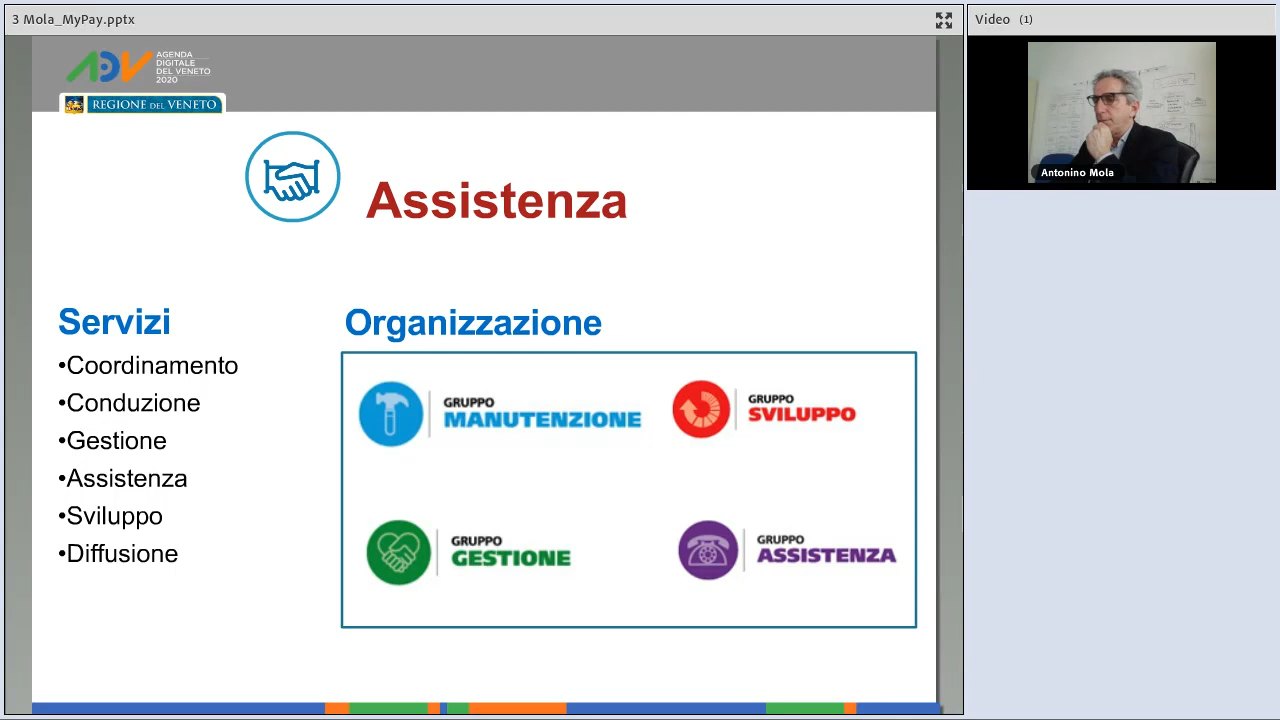 3 Mola_MyPay.pptx
Video (1)
AGENDA
DIGITALE
DEL VENETO
2020
REGIONE DEL VENETO
Antonino Mola
Assistenza
Servizi
•Coordinamento
•Conduzione
•Gestione
•Assistenza
•Sviluppo
•Diffusione
Organizzazione
GRUPPO
MANUTENZIONE
GRUPPO
SVILUPPO
GRUPPO
GESTIONE
GRUPPO
ASSISTENZA